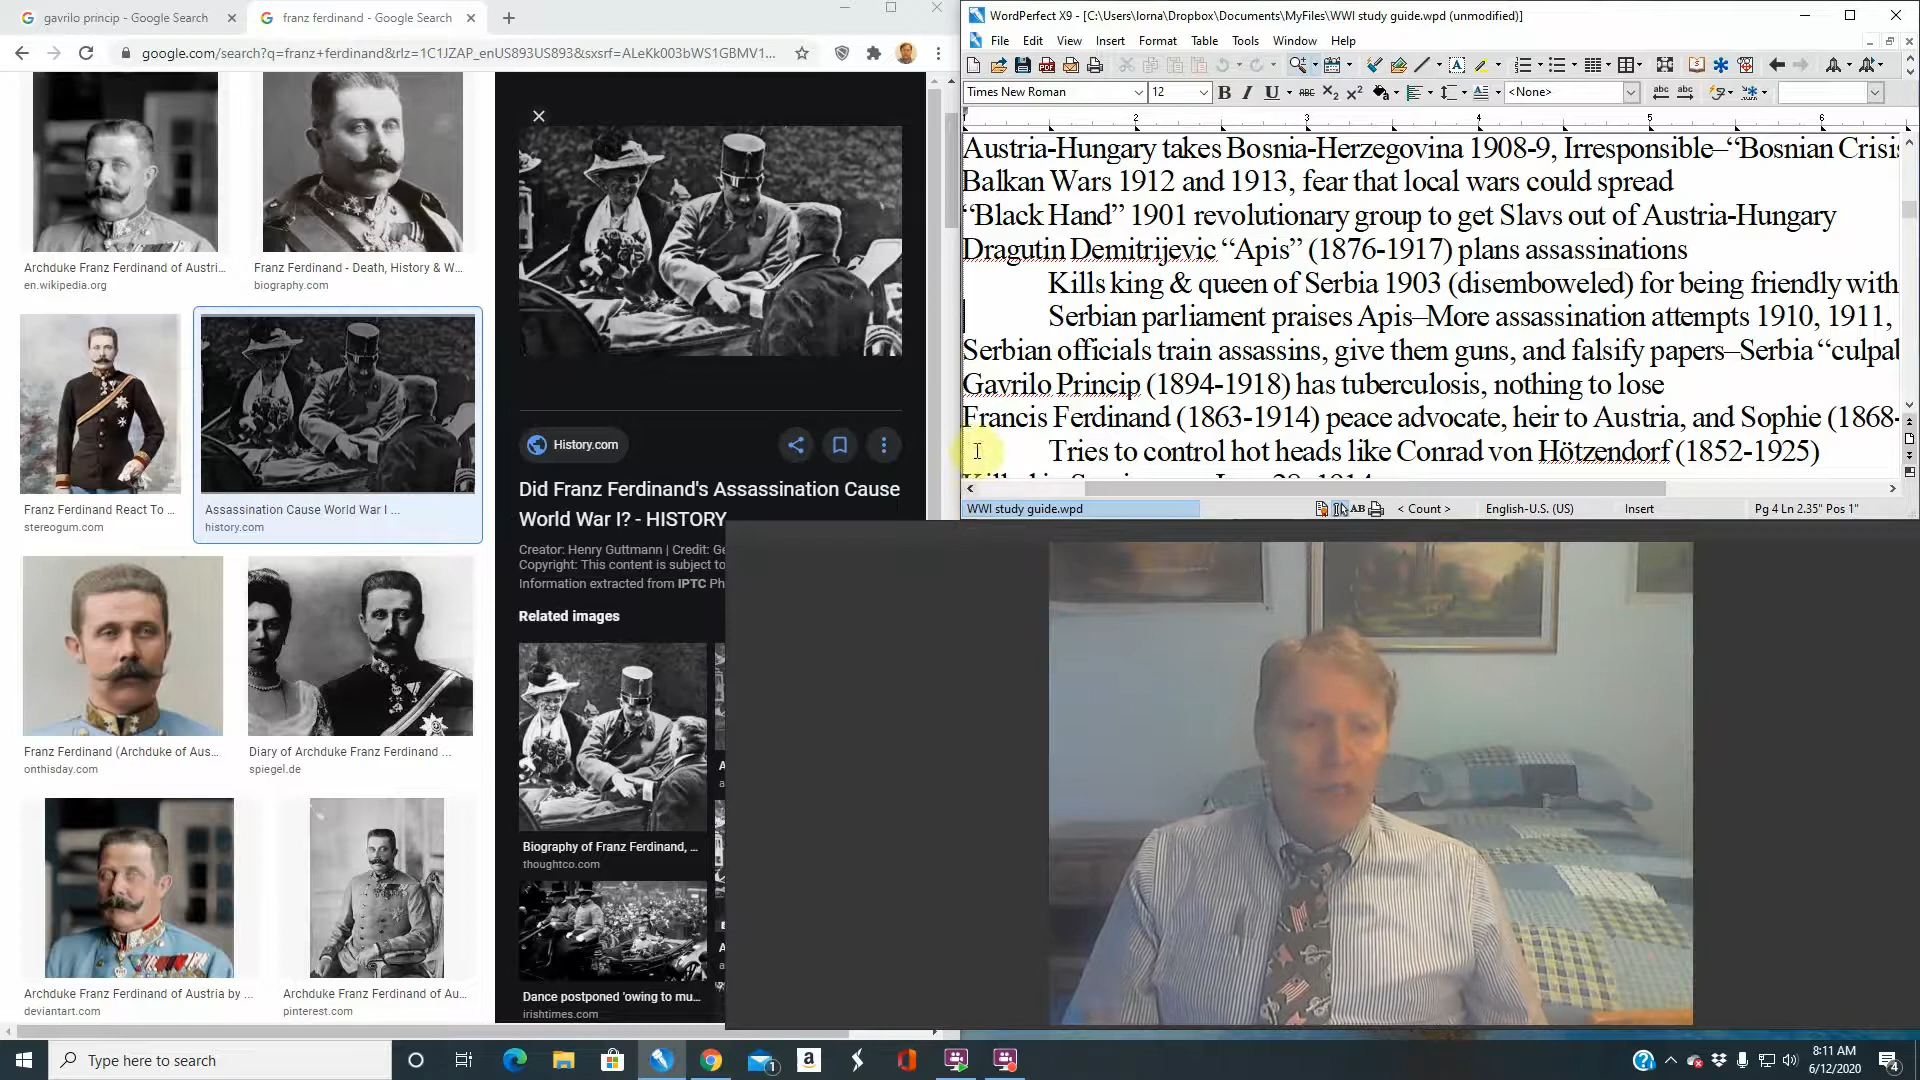 gavrilo princip - Google Search
franz ferdinand - Google Search
google.com/search?q=franz+ferdinand&rlz=1C1JZAP_enUS893US893&sxsrf=ALeKk003bWS1GBMV1...
Archduke Franz Ferdinand of Austri...
en.wikipedia.org
Franz Ferdinand - Death, History & W...
biography.com
Franz Ferdinand React To ...
stereogum.com
Assassination Cause World War I ...
history.com
Franz Ferdinand (Archduke of Aus...
onthisday.com
Diary of Archduke Franz Ferdinand ...
spiegel.de
Archduke Franz Ferdinand of Austria by ...
deviantart.com
Archduke Franz Ferdinand of Au...
pinterest.com
History.com
Did Franz Ferdinand's Assassination Cause
World War I? - HISTORY
Creator: Henry Guttmann | Credit: Ge
Copyright: This content is subject to
Information extracted from IPTC Ph
Related images
Biography of Franz Ferdinand, ...
thoughtco.com
Dance postponed 'owing to mu...
irishtimes.com
WordPerfect X9 - [C:\Users\lorna\Dropbox\Documents\MyFiles\WWI study guide.wpd (unmodified)]
File Edit View Insert Format Table Tools Window Help
Times New Roman 12 <None>
2 3 4 5 6
Austria-Hungary takes Bosnia-Herzegovina 1908-9, Irresponsible–“Bosnian Crisis
Balkan Wars 1912 and 1913, fear that local wars could spread
“Black Hand” 1901 revolutionary group to get Slavs out of Austria-Hungary
Dragutin Demitrijevic “Apis” (1876-1917) plans assassinations
Kills king & queen of Serbia 1903 (disemboweled) for being friendly with
Serbian parliament praises Apis–More assassination attempts 1910, 1911,
Serbian officials train assassins, give them guns, and falsify papers–Serbia “culpab
Gavrilo Princip (1894-1918) has tuberculosis, nothing to lose
Francis Ferdinand (1863-1914) peace advocate, heir to Austria, and Sophie (1868-
Tries to control hot heads like Conrad von Hötzendorf (1852-1925)
WWI study guide.wpd
AB
< Count >
English-U.S. (US)
Insert
Pg 4 Ln 2.35" Pos 1"
Type here to search
8:11 AM
6/12/2020